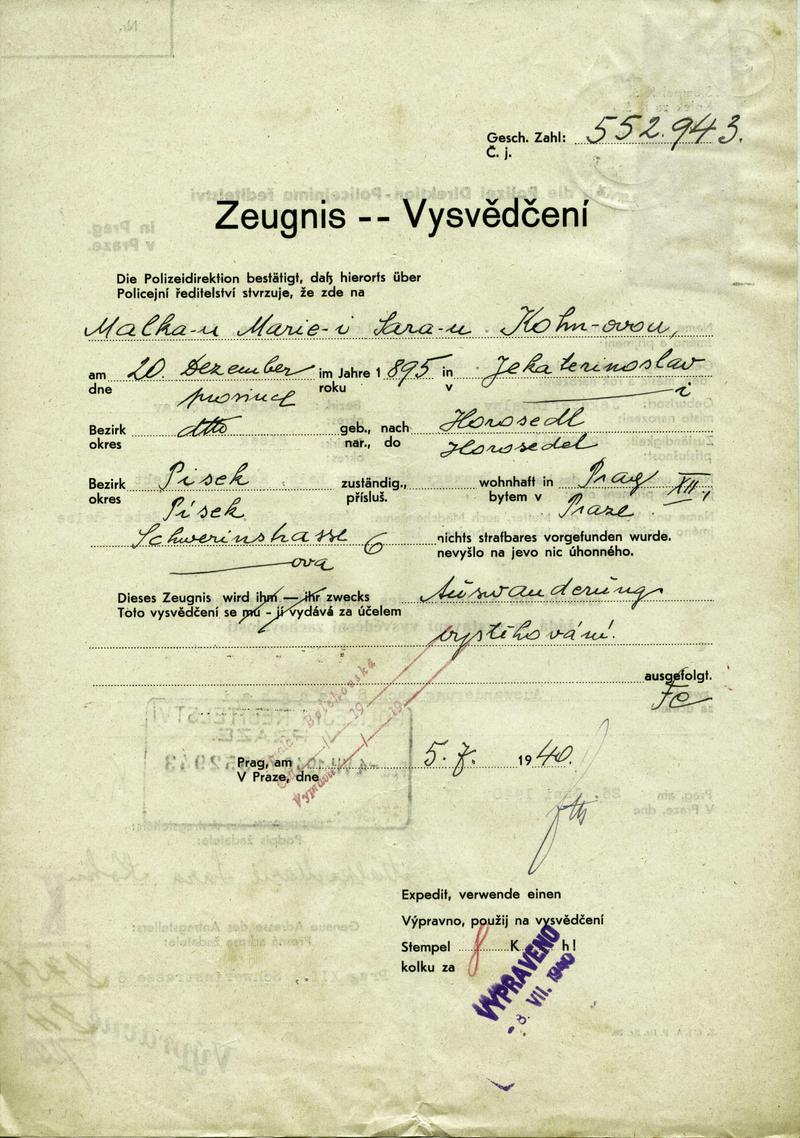 Gesch. Zahl: 552.943.
Č. j.
Zeugnis -- Vysvědčení
Die Polizeidirektion bestätigt, daß hierorts über
Policejní ředitelství stvrzuje, že zde na
Malka-u Marie-i Sara-u Kohn-ovou,
am 20. Dezember im Jahre 1 895 in Jekaterinoslav
dne prosince roku v i
Bezirk dtto geb., nach Horosedl
okres nar., do Horosedel
Bezirk Pisek zuständig., wohnhaft in Prag XII,
okres Písek přísluš. bytem v Praze
Schwerinstrasse 6 nichts strafbares vorgefunden wurde.
ova nevyšlo na jevo nic úhonného.
Dieses Zeugnis wird ihm — ihr zwecks Auswanderung
Toto vysvědčení se mu - jí vydává za účelem
vystěhování.
ausgefolgt.
Prag, am 5. 7. 1940.
V Praze, dne
Expedit, verwende einen
Výpravno, použij na vysvědčení
Stempel 8 K h!
kolku za
VYPRAVENO
8. VII. 1940